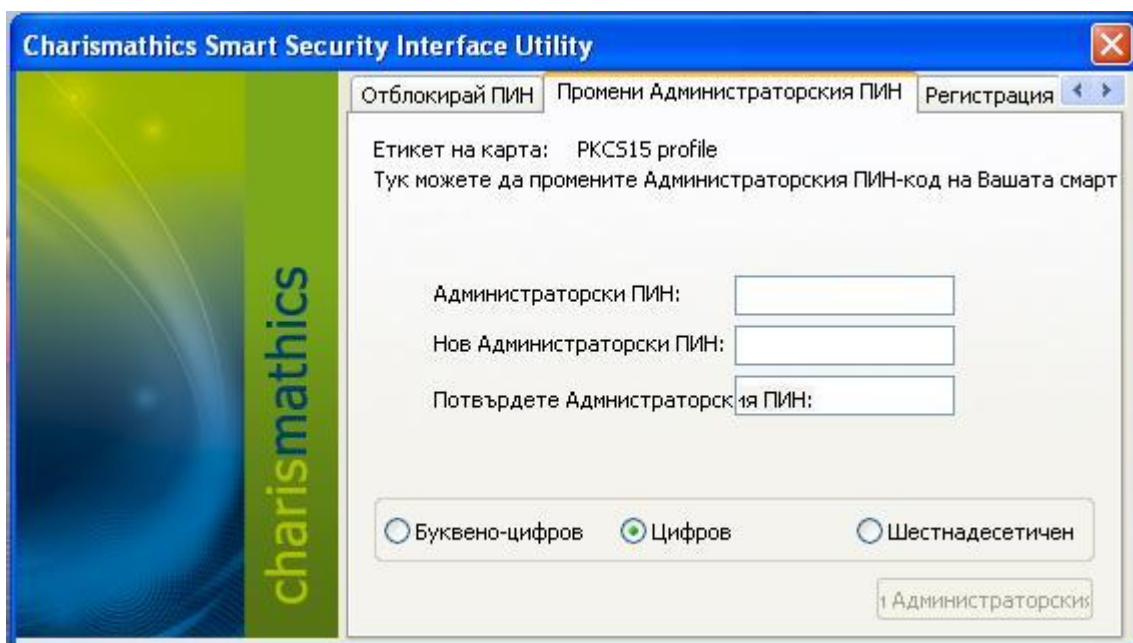 Charismathics Smart Security Interface Utility
Отблокирай ПИН
Промени Администраторския ПИН
Регистрация
Етикет на карта: PKCS15 profile
Тук можете да промените Администраторския ПИН-код на Вашата смарт
Администраторски ПИН:
Нов Администраторски ПИН:
Потвърдете Адмнистраторския ПИН:
Буквено-цифров
Цифров
Шестнадесетичен
и Администраторския
charismathics